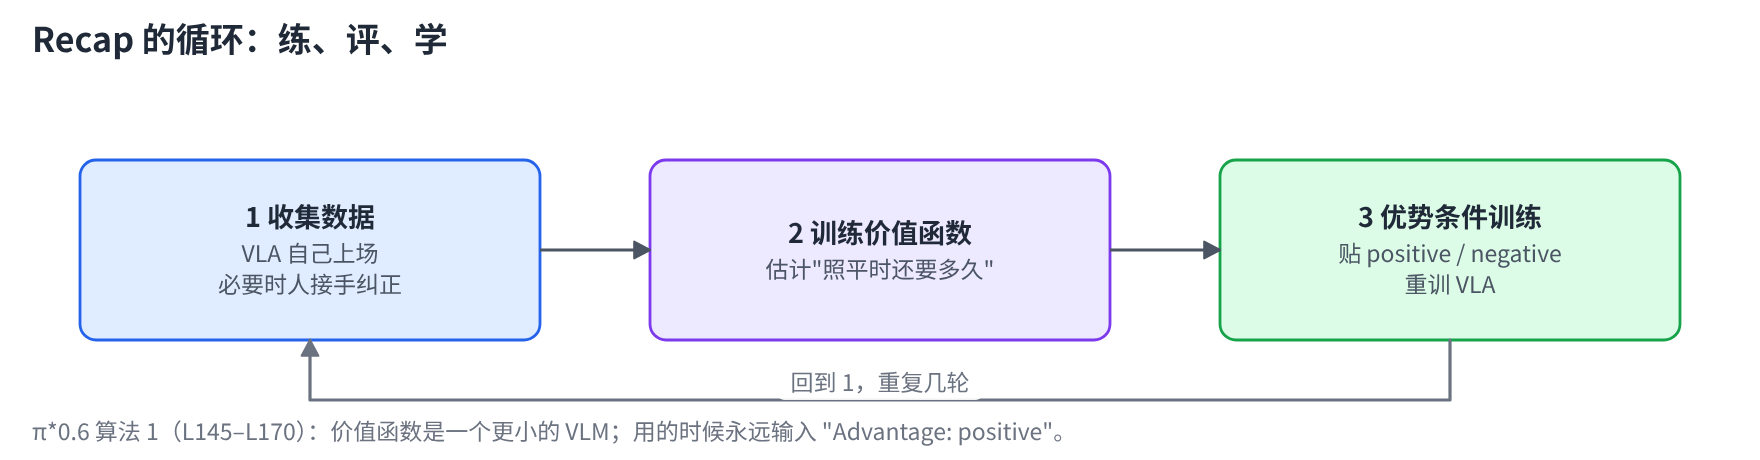 Recap 的循环：练、评、学
1 收集数据
VLA 自己上场
必要时人接手纠正
2 训练价值函数
估计"照平时还要多久"
3 优势条件训练
贴 positive / negative
重训 VLA
回到 1，重复几轮
π*0.6 算法 1（L145–L170）：价值函数是一个更小的 VLM；用的时候永远输入 "Advantage: positive"。